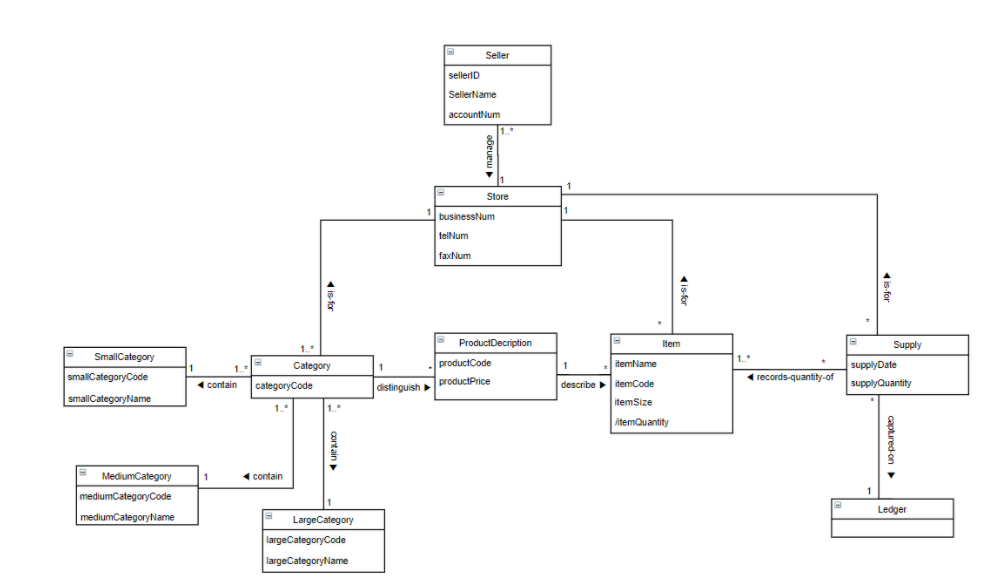 Seller
sellerID
SellerName
accountNum
1..*
◀ manage
1
Store
businessNum
telNum
faxNum
1
1
1
◀ is-for
◀ is-for
◀ is-for
1..*
*
*
SmallCategory
smallCategoryCode
smallCategoryName
1
1..*
◀ contain
Category
categoryCode
1
*
distinguish ▶
ProductDecription
productCode
productPrice
1
*
describe ▶
Item
itemName
itemCode
itemSize
/itemQuantity
1..*
*
◀ records-quantity-of
Supply
supplyDate
supplyQuantity
1..*
1..*
contain ▶
*
captured-on ▶
MediumCategory
mediumCategoryCode
mediumCategoryName
1
◀ contain
1
LargeCategory
largeCategoryCode
largeCategoryName
1
Ledger